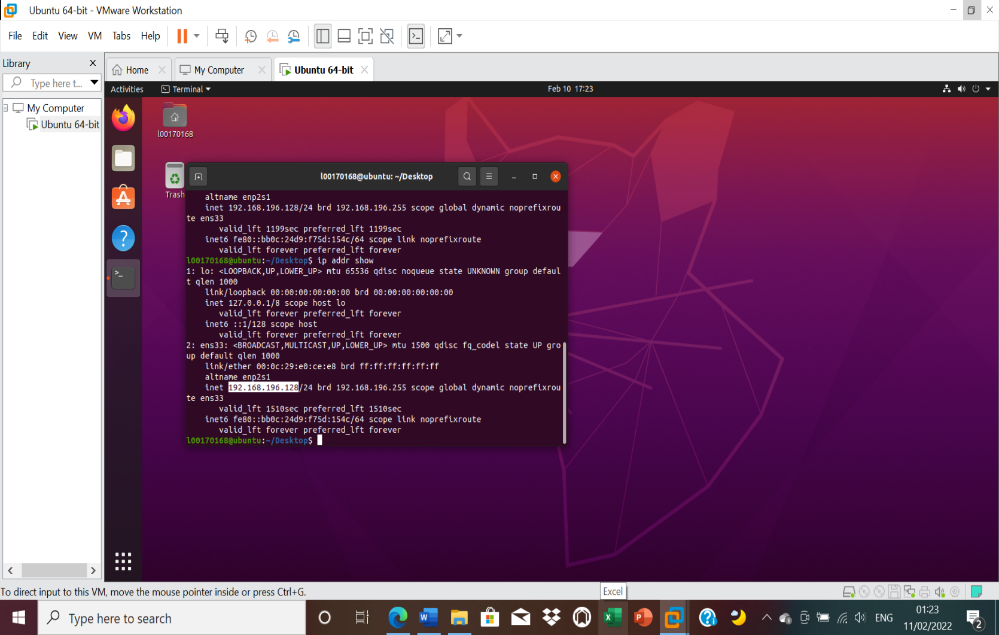 Ubuntu 64-bit - VMware Workstation
File Edit View VM Tabs Help
Library
Home
My Computer
Ubuntu 64-bit
Type here t...
My Computer
Ubuntu 64-bit
Activities
Terminal
Feb 10 17:23
l00170168
Trash
l00170168@ubuntu: ~/Desktop
altname enp2s1
inet 192.168.196.128/24 brd 192.168.196.255 scope global dynamic noprefixrou
te ens33
valid_lft 1199sec preferred_lft 1199sec
inet6 fe80::bb0c:24d9:f75d:154c/64 scope link noprefixroute
valid_lft forever preferred_lft forever
l00170168@ubuntu:~/Desktop$ ip addr show
1: lo: <LOOPBACK,UP,LOWER_UP> mtu 65536 qdisc noqueue state UNKNOWN group defaul
t qlen 1000
link/loopback 00:00:00:00:00:00 brd 00:00:00:00:00:00
inet 127.0.0.1/8 scope host lo
valid_lft forever preferred_lft forever
inet6 ::1/128 scope host
valid_lft forever preferred_lft forever
2: ens33: <BROADCAST,MULTICAST,UP,LOWER_UP> mtu 1500 qdisc fq_codel state UP gro
up default qlen 1000
link/ether 00:0c:29:e0:ce:e8 brd ff:ff:ff:ff:ff:ff
altname enp2s1
inet 192.168.196.128/24 brd 192.168.196.255 scope global dynamic noprefixrou
te ens33
valid_lft 1510sec preferred_lft 1510sec
inet6 fe80::bb0c:24d9:f75d:154c/64 scope link noprefixroute
valid_lft forever preferred_lft forever
l00170168@ubuntu:~/Desktop$
To direct input to this VM, move the mouse pointer inside or press Ctrl+G.
Excel
Type here to search
ENG
01:23
11/02/2022
2